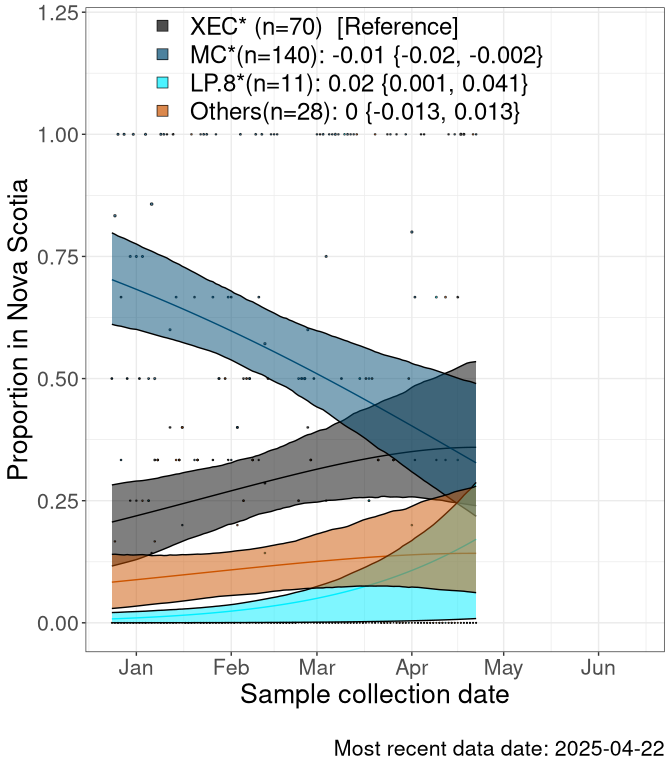 1.25
XEC* (n=70) [Reference]
MC*(n=140): -0.01 {-0.02, -0.002}
LP.8*(n=11): 0.02 {0.001, 0.041}
Others(n=28): 0 {-0.013, 0.013}
1.00
0.75
0.50
0.25
0.00
Proportion in Nova Scotia
Jan Feb Mar Apr May Jun
Sample collection date
Most recent data date: 2025-04-22